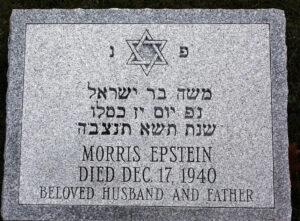 פ נ
משה בר ישראל
נפ יום יז כסלו
שנת תשא תנצבה
MORRIS EPSTEIN
DIED DEC. 17, 1940
BELOVED HUSBAND AND FATHER